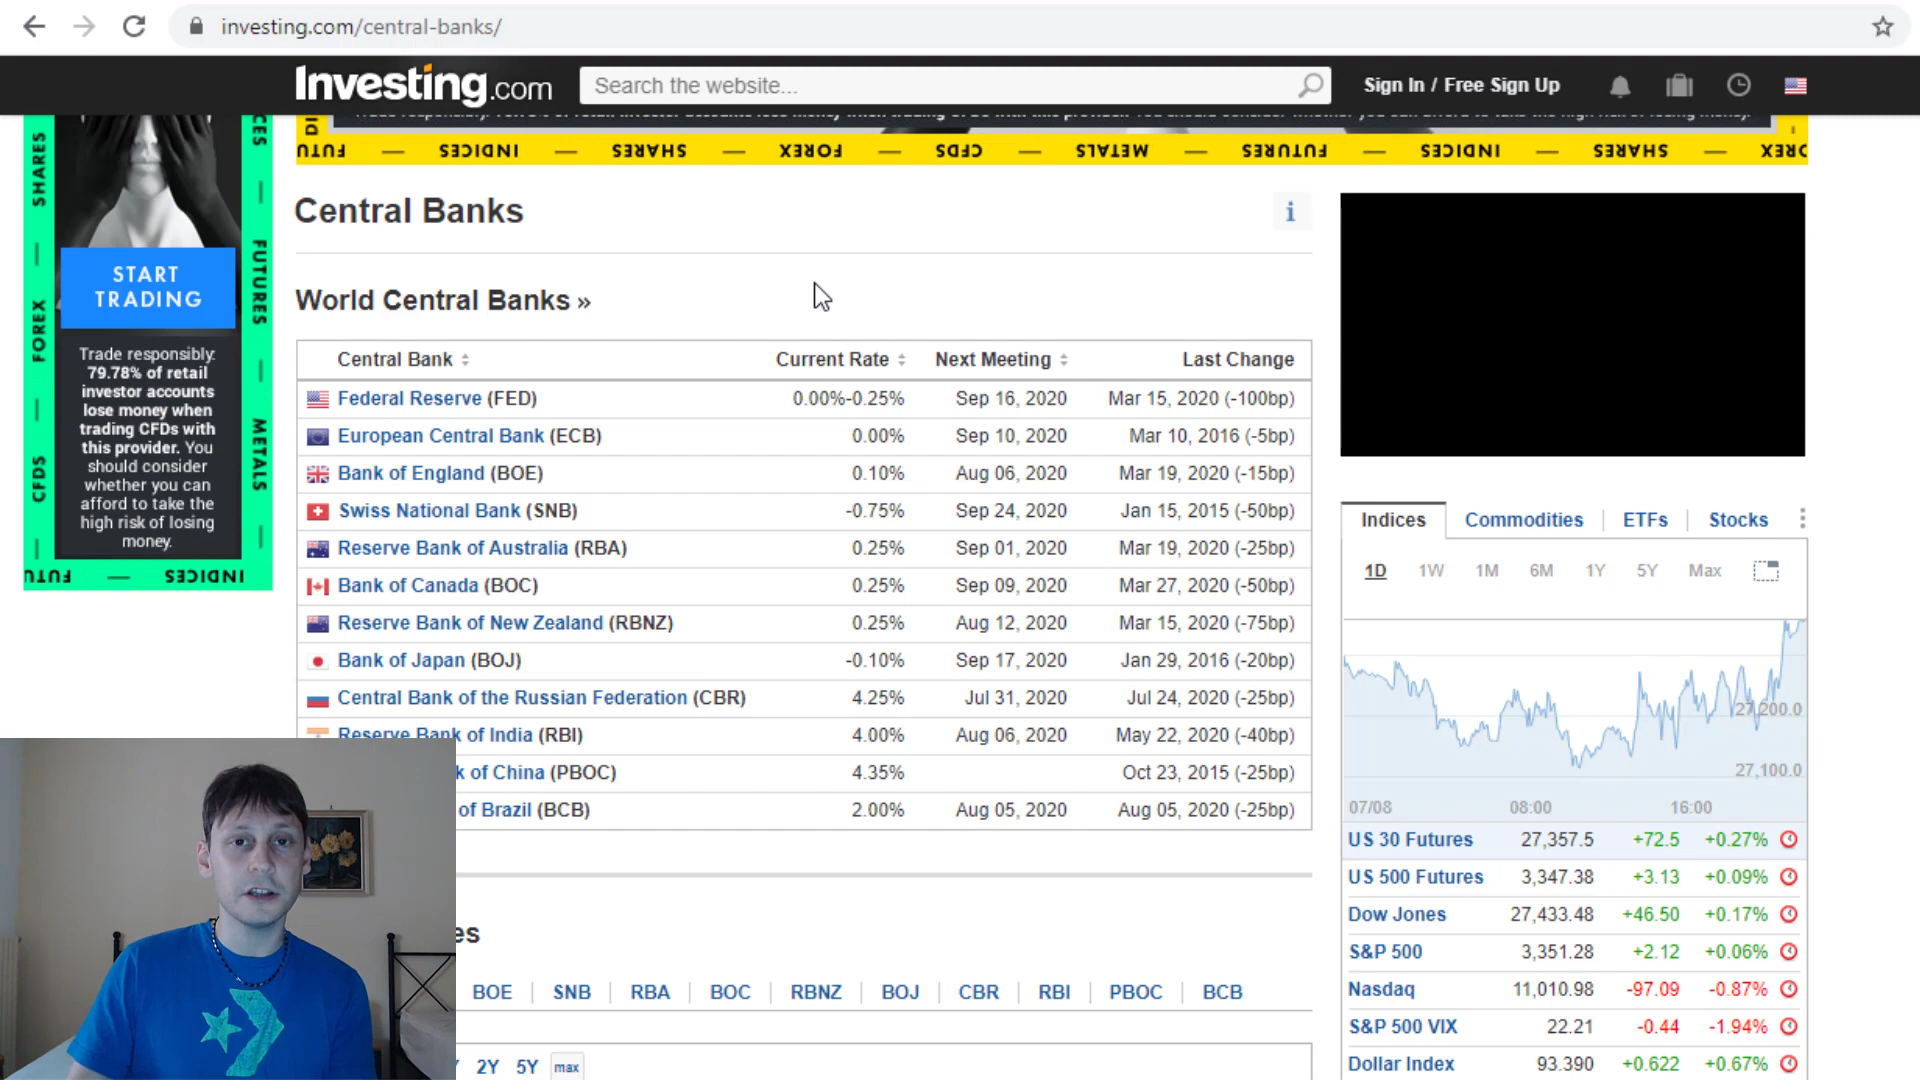 investing.com/central-banks/
Investing.com
Search the website...
Sign In / Free Sign Up
SHARES
FOREX
CFDS
FUTURES
METALS
START
TRADING
Trade responsibly:
79.78% of retail
investor accounts
lose money when
trading CFDs with
this provider. You
should consider
whether you can
afford to take the
high risk of losing
money.
INDICES
INDICES — SHARES — FOREX — CFDS — METALS — FUTURES — INDICES — SHARES
Central Banks
i
World Central Banks »
Central Bank Current Rate Next Meeting Last Change
Federal Reserve (FED) 0.00%-0.25% Sep 16, 2020 Mar 15, 2020 (-100bp)
European Central Bank (ECB) 0.00% Sep 10, 2020 Mar 10, 2016 (-5bp)
Bank of England (BOE) 0.10% Aug 06, 2020 Mar 19, 2020 (-15bp)
Swiss National Bank (SNB) -0.75% Sep 24, 2020 Jan 15, 2015 (-50bp)
Reserve Bank of Australia (RBA) 0.25% Sep 01, 2020 Mar 19, 2020 (-25bp)
Bank of Canada (BOC) 0.25% Sep 09, 2020 Mar 27, 2020 (-50bp)
Reserve Bank of New Zealand (RBNZ) 0.25% Aug 12, 2020 Mar 15, 2020 (-75bp)
Bank of Japan (BOJ) -0.10% Sep 17, 2020 Jan 29, 2016 (-20bp)
Central Bank of the Russian Federation (CBR) 4.25% Jul 31, 2020 Jul 24, 2020 (-25bp)
Reserve Bank of India (RBI) 4.00% Aug 06, 2020 May 22, 2020 (-40bp)
k of China (PBOC) 4.35% Oct 23, 2015 (-25bp)
of Brazil (BCB) 2.00% Aug 05, 2020 Aug 05, 2020 (-25bp)
es
BOE SNB RBA BOC RBNZ BOJ CBR RBI PBOC BCB
2Y 5Y max
Indices Commodities ETFs Stocks
1D 1W 1M 6M 1Y 5Y Max
27,200.0
27,100.0
07/08 08:00 16:00
US 30 Futures 27,357.5 +72.5 +0.27%
US 500 Futures 3,347.38 +3.13 +0.09%
Dow Jones 27,433.48 +46.50 +0.17%
S&P 500 3,351.28 +2.12 +0.06%
Nasdaq 11,010.98 -97.09 -0.87%
S&P 500 VIX 22.21 -0.44 -1.94%
Dollar Index 93.390 +0.622 +0.67%